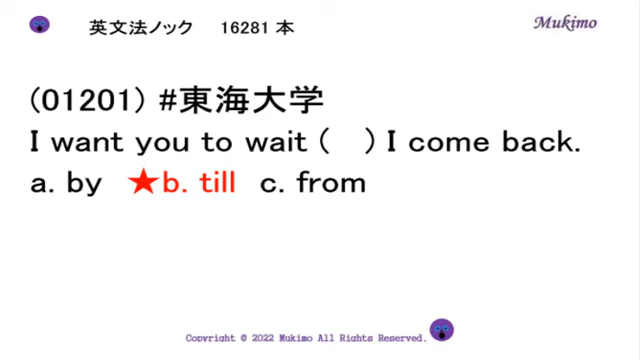 英文法ノック 16281 本
Mukimo
(01201) #東海大学
I want you to wait (  ) I come back.
a. by ★b. till c. from
Copyright © 2022 Mukimo All Rights Reserved.